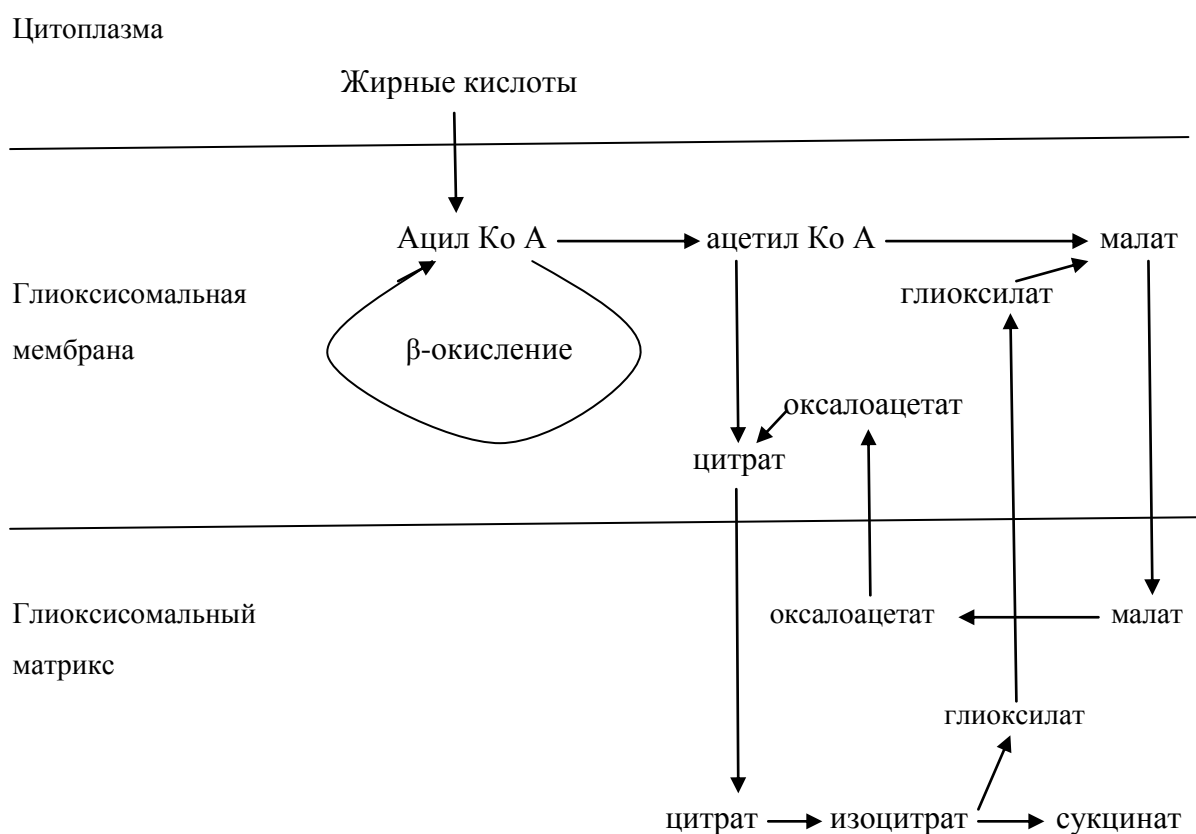 Цитоплазма
Жирные кислоты
Ацил Ко А
ацетил Ко А
малат
Глиоксисомальная
мембрана
глиоксилат
β-окисление
оксалоацетат
цитрат
Глиоксисомальный
матрикс
оксалоацетат
малат
глиоксилат
цитрат
изоцитрат
сукцинат